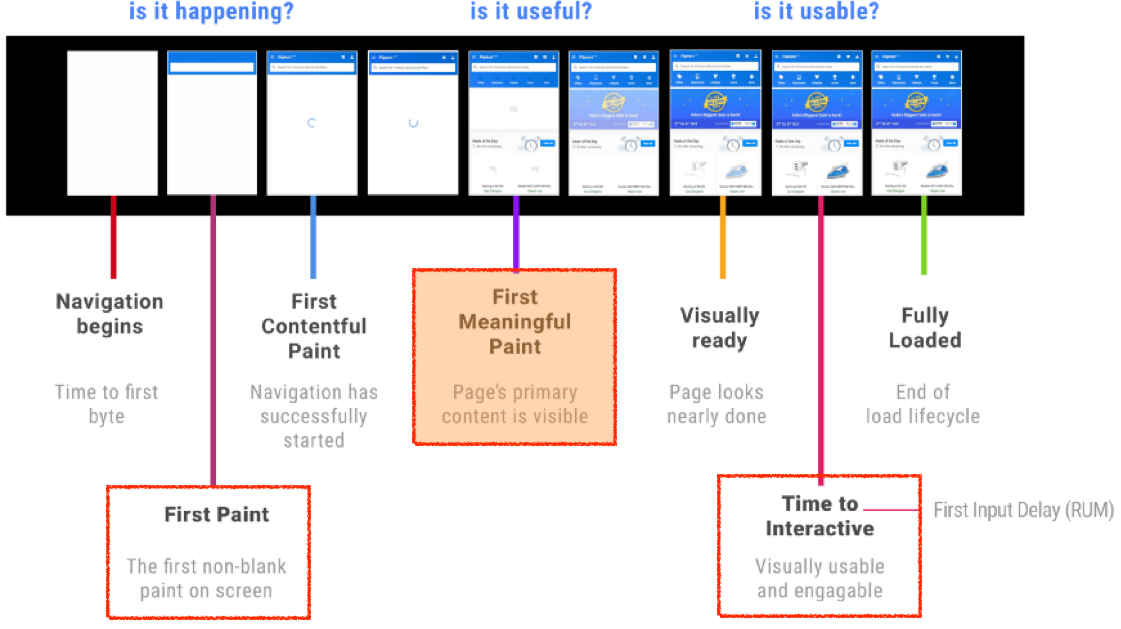 is it happening?
is it useful?
is it usable?
Navigation
begins
Time to first
byte
First Paint
The first non-blank
paint on screen
First
Contentful
Paint
Navigation has
successfully
started
First
Meaningful
Paint
Page's primary
content is visible
Visually
ready
Page looks
nearly done
Time to
Interactive
Visually usable
and engagable
First Input Delay (RUM)
Fully
Loaded
End of
load lifecycle